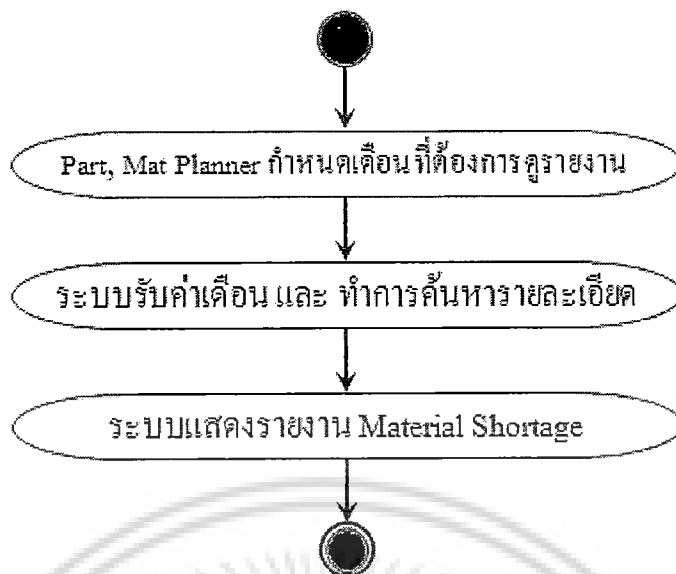 Part, Mat Planner กำหนดเดือนที่ต้องการดูรายงาน
ระบบรับค่าเดือน และ ทำการค้นหารายละเอียด
ระบบแสดงรายงาน Material Shortage